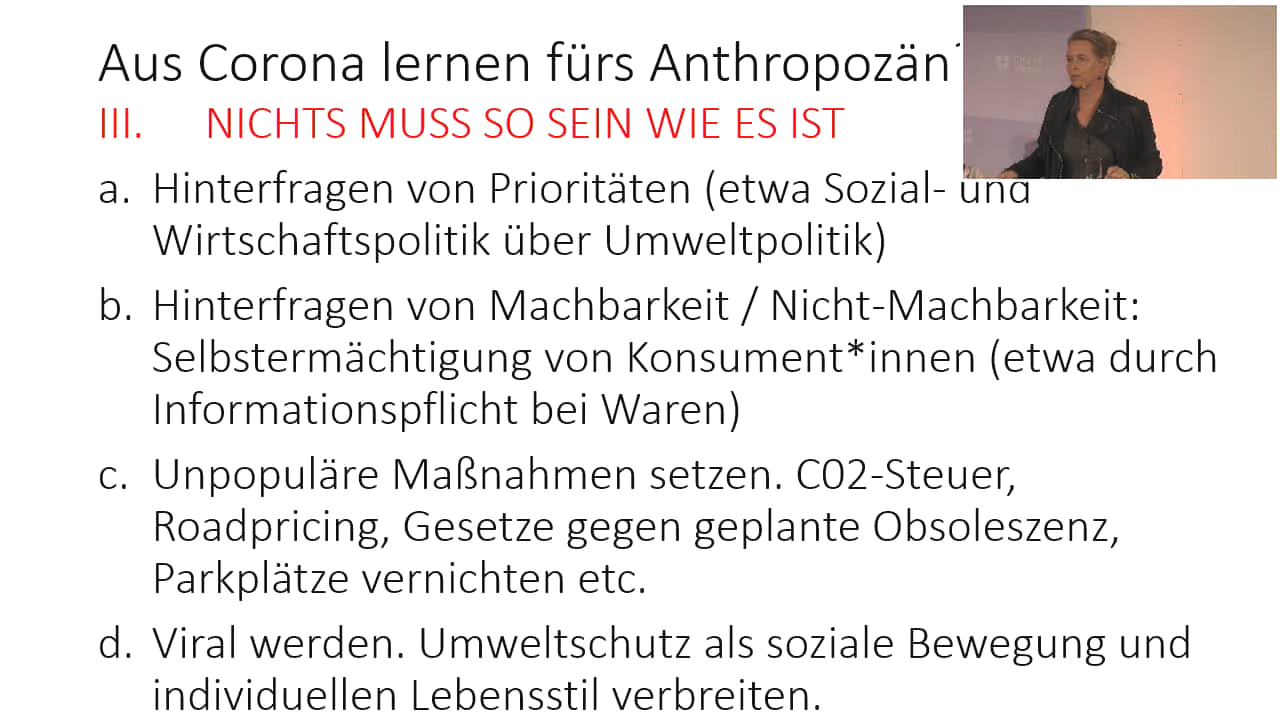 Aus Corona lernen fürs Anthropozän
III. NICHTS MUSS SO SEIN WIE ES IST
a. Hinterfragen von Prioritäten (etwa Sozial- und
Wirtschaftspolitik über Umweltpolitik)
b. Hinterfragen von Machbarkeit / Nicht-Machbarkeit:
Selbstermächtigung von Konsument*innen (etwa durch
Informationspflicht bei Waren)
c. Unpopuläre Maßnahmen setzen. C02-Steuer,
Roadpricing, Gesetze gegen geplante Obsoleszenz,
Parkplätze vernichten etc.
d. Viral werden. Umweltschutz als soziale Bewegung und
individuellen Lebensstil verbreiten.